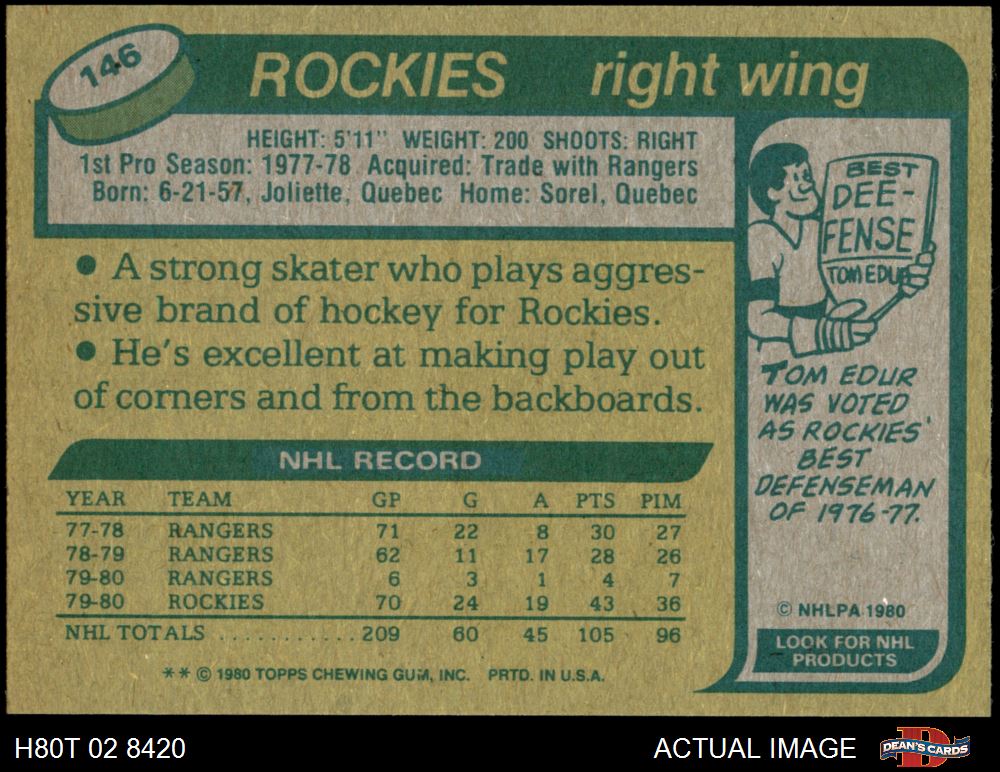 146
ROCKIES right wing
HEIGHT: 5'11" WEIGHT: 200 SHOOTS: RIGHT
1st Pro Season: 1977-78 Acquired: Trade with Rangers
Born: 6-21-57, Joliette, Quebec Home: Sorel, Quebec
● A strong skater who plays aggres-
sive brand of hockey for Rockies.
● He's excellent at making play out
of corners and from the backboards.
NHL RECORD
YEAR TEAM GP G A PTS PIM
77-78 RANGERS 71 22 8 30 27
78-79 RANGERS 62 11 17 28 26
79-80 RANGERS 6 3 1 4 7
79-80 ROCKIES 70 24 19 43 36
NHL TOTALS ............ 209 60 45 105 96
** © 1980 TOPPS CHEWING GUM, INC. PRTD. IN U.S.A.
BEST
DEE-
FENSE
TOM EDUR
TOM EDUR
WAS VOTED
AS ROCKIES'
BEST
DEFENSEMAN
OF 1976-77.
© NHLPA 1980
LOOK FOR NHL
PRODUCTS
H80T 02 8420
ACTUAL IMAGE
D
DEAN'S CARDS